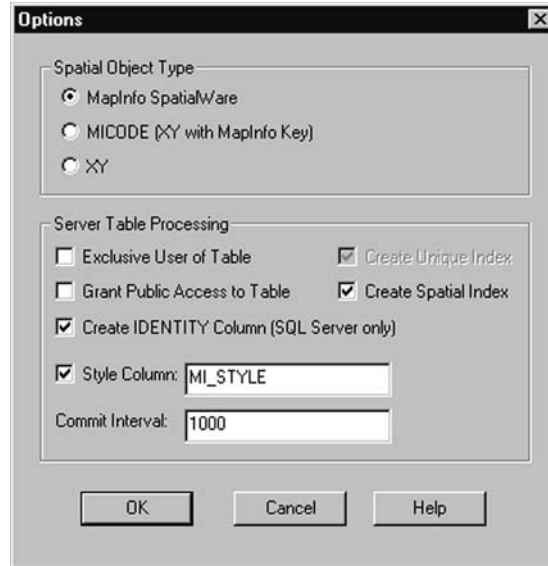 Options
Spatial Object Type
MapInfo SpatialWare
MICODE (XY with MapInfo Key)
XY
Server Table Processing
Exclusive User of Table
Create Unique Index
Grant Public Access to Table
Create Spatial Index
Create IDENTITY Column (SQL Server only)
Style Column: MI_STYLE
Commit Interval: 1000
OK Cancel Help